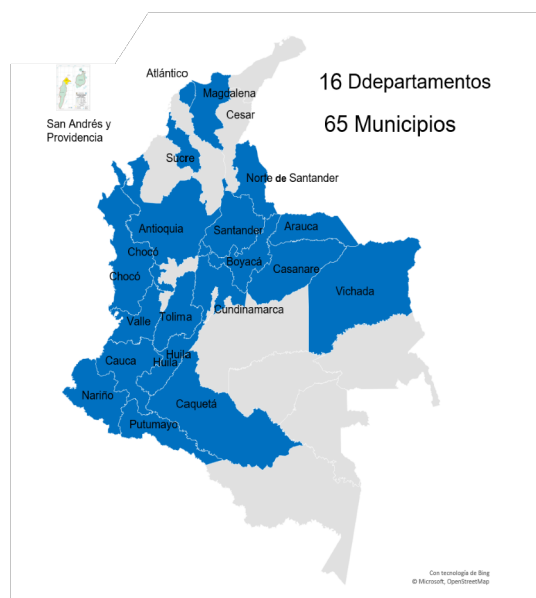 Atlántico
16 Ddepartamentos
Magdalena
Cesar
65 Municipios
San Andrés y
Providencia
Sucre
Norte de Santander
Antioquia
Santander
Arauca
Chocó
Boyacá
Casanare
Chocó
Vichada
Cundinamarca
Valle
Tolima
Huila
Cauca
Huila
Nariño
Caquetá
Putumayo
Con tecnología de Bing
© Microsoft, OpenStreetMap